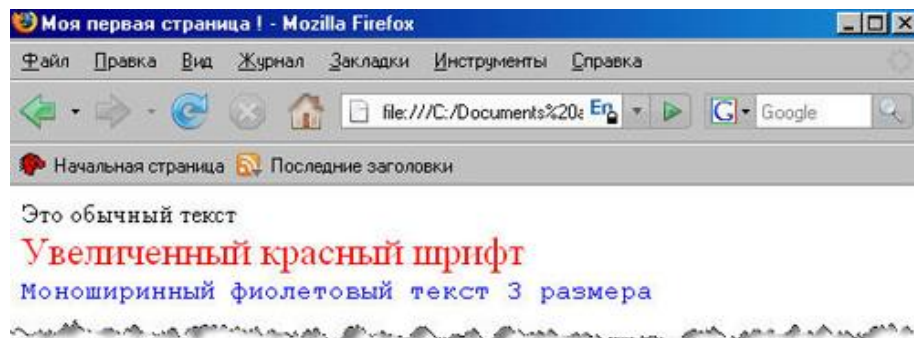 Моя первая страница ! - Mozilla Firefox
Файл Правка Вид Журнал Закладки Инструменты Справка
file:///C:/Documents%20a En G Google
Начальная страница Последние заголовки
Это обычный текст
Увеличенный красный шрифт
Моноширинный фиолетовый текст 3 размера